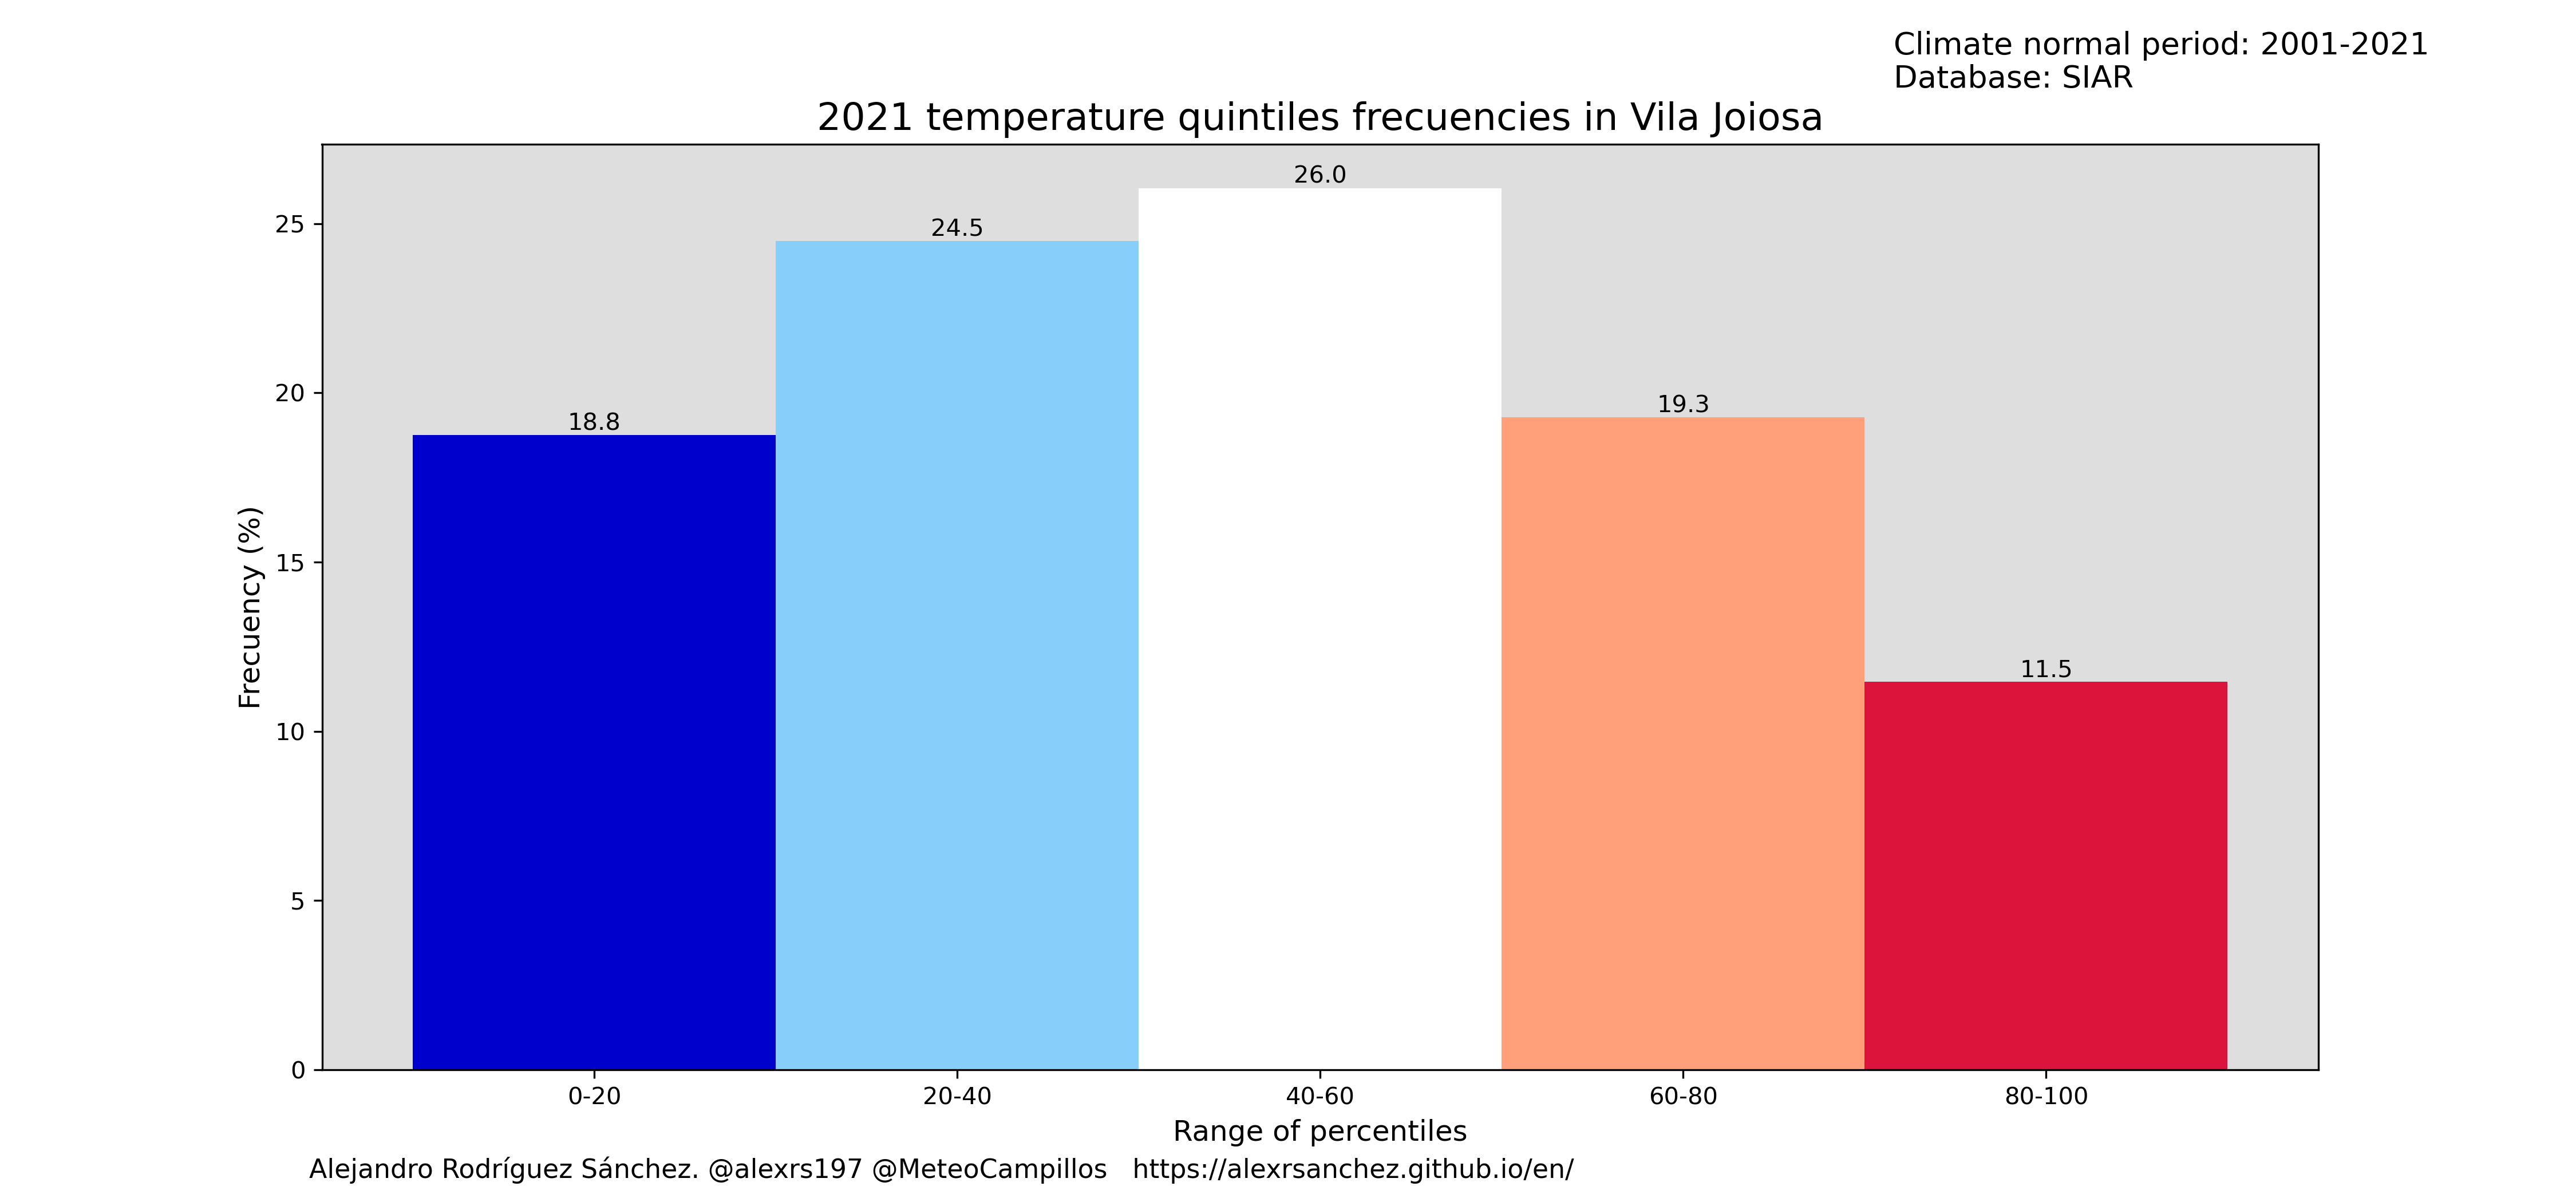 Climate normal period: 2001-2021
Database: SIAR
2021 temperature quintiles frecuencies in Vila Joiosa
26.0
25
24.5
20
19.3
18.8
Frecuency (%)
15
11.5
10
5
0
0-20
20-40
40-60
60-80
80-100
Range of percentiles
Alejandro Rodríguez Sánchez. @alexrs197 @MeteoCampillos   https://alexrsanchez.github.io/en/